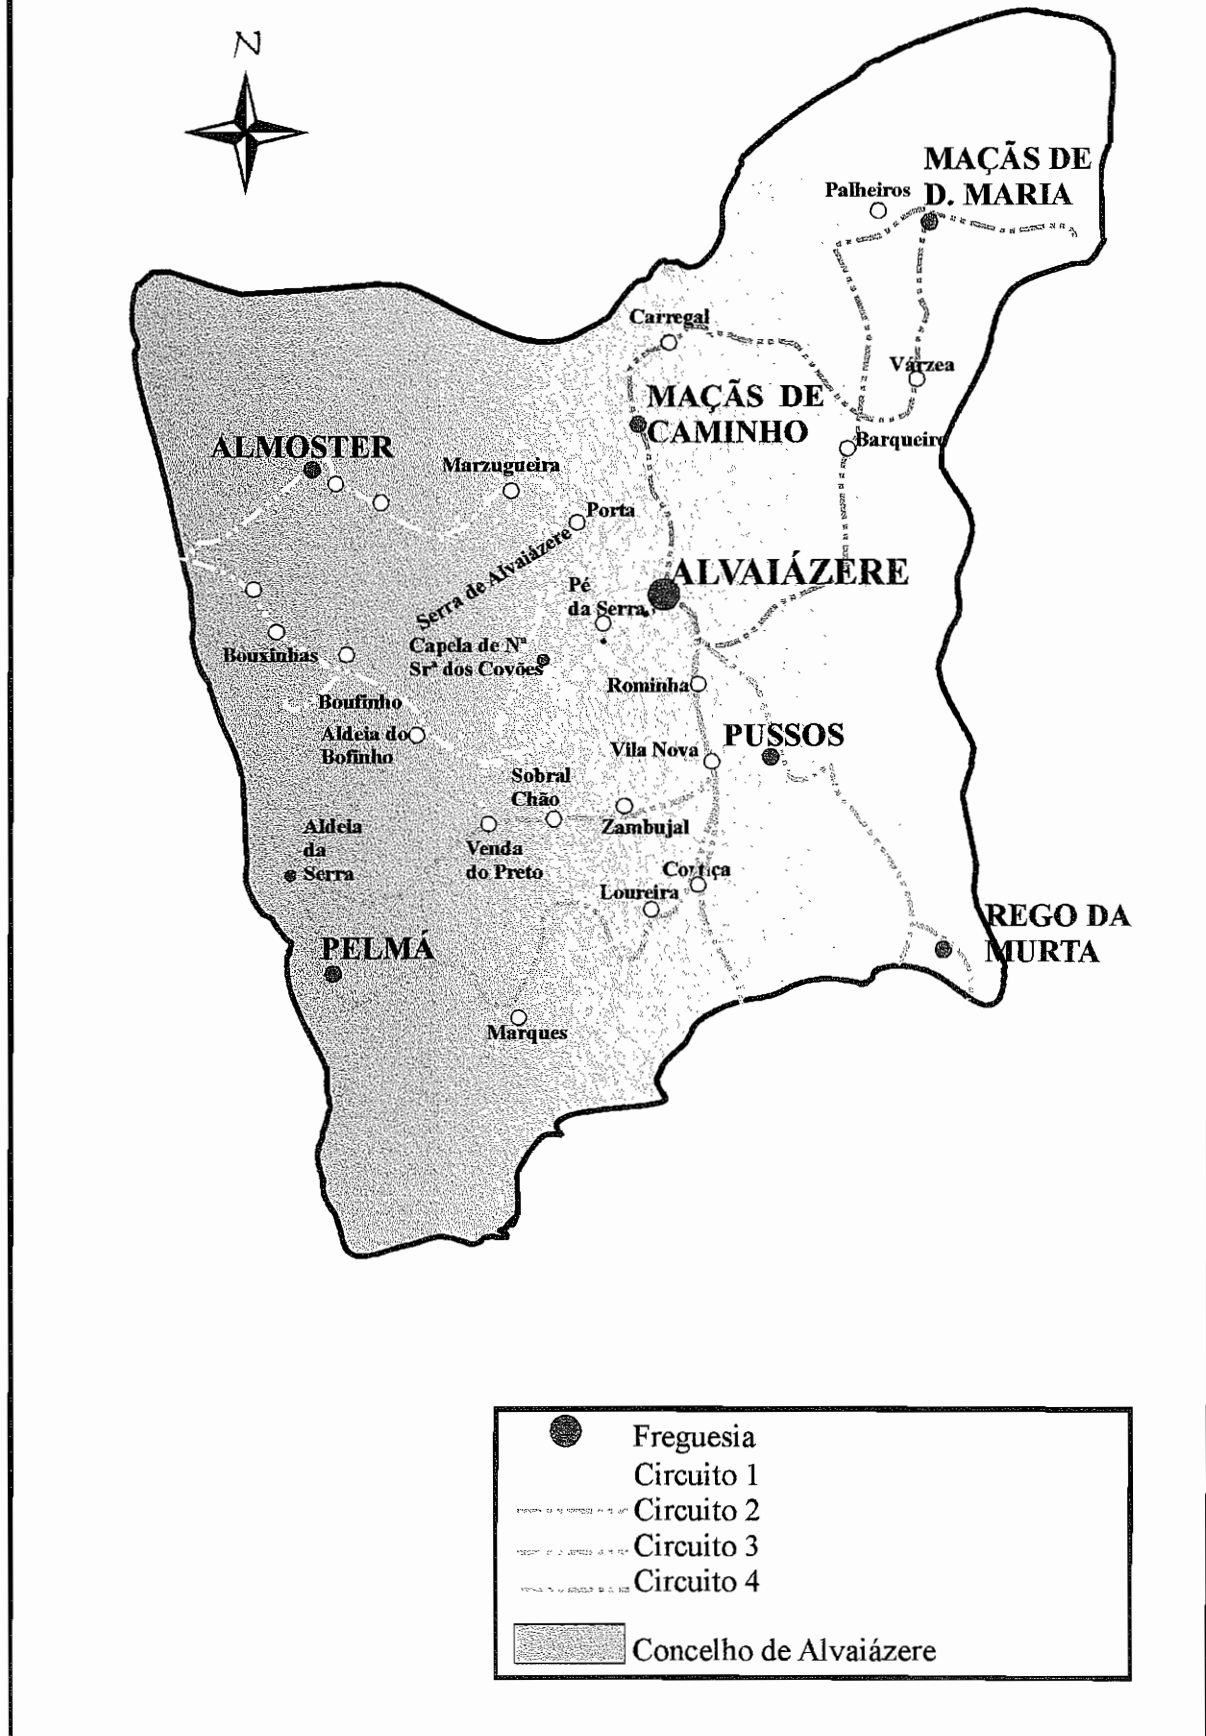 N
MAÇÃS DE
D. MARIA
Palheiros
Carregal
Várzea
MAÇÃS DE
CAMINHO
Barqueiro
ALMOSTER
Marzugueira
Porta
Serra de Alvaiázere
ALVAIÁZERE
Pé
da Serra
Capela de Nª
Srª dos Covões
Bouxinhas
Rominha
Boufinho
Aldeia do
Bofinho
Vila Nova
PUSSOS
Sobral
Chão
Zambujal
Aldeia
da
Serra
Venda
do Preto
Cortiça
Loureira
REGO DA
MURTA
PELMÁ
Marques
Freguesia
Circuito 1
Circuito 2
Circuito 3
Circuito 4
Concelho de Alvaiázere